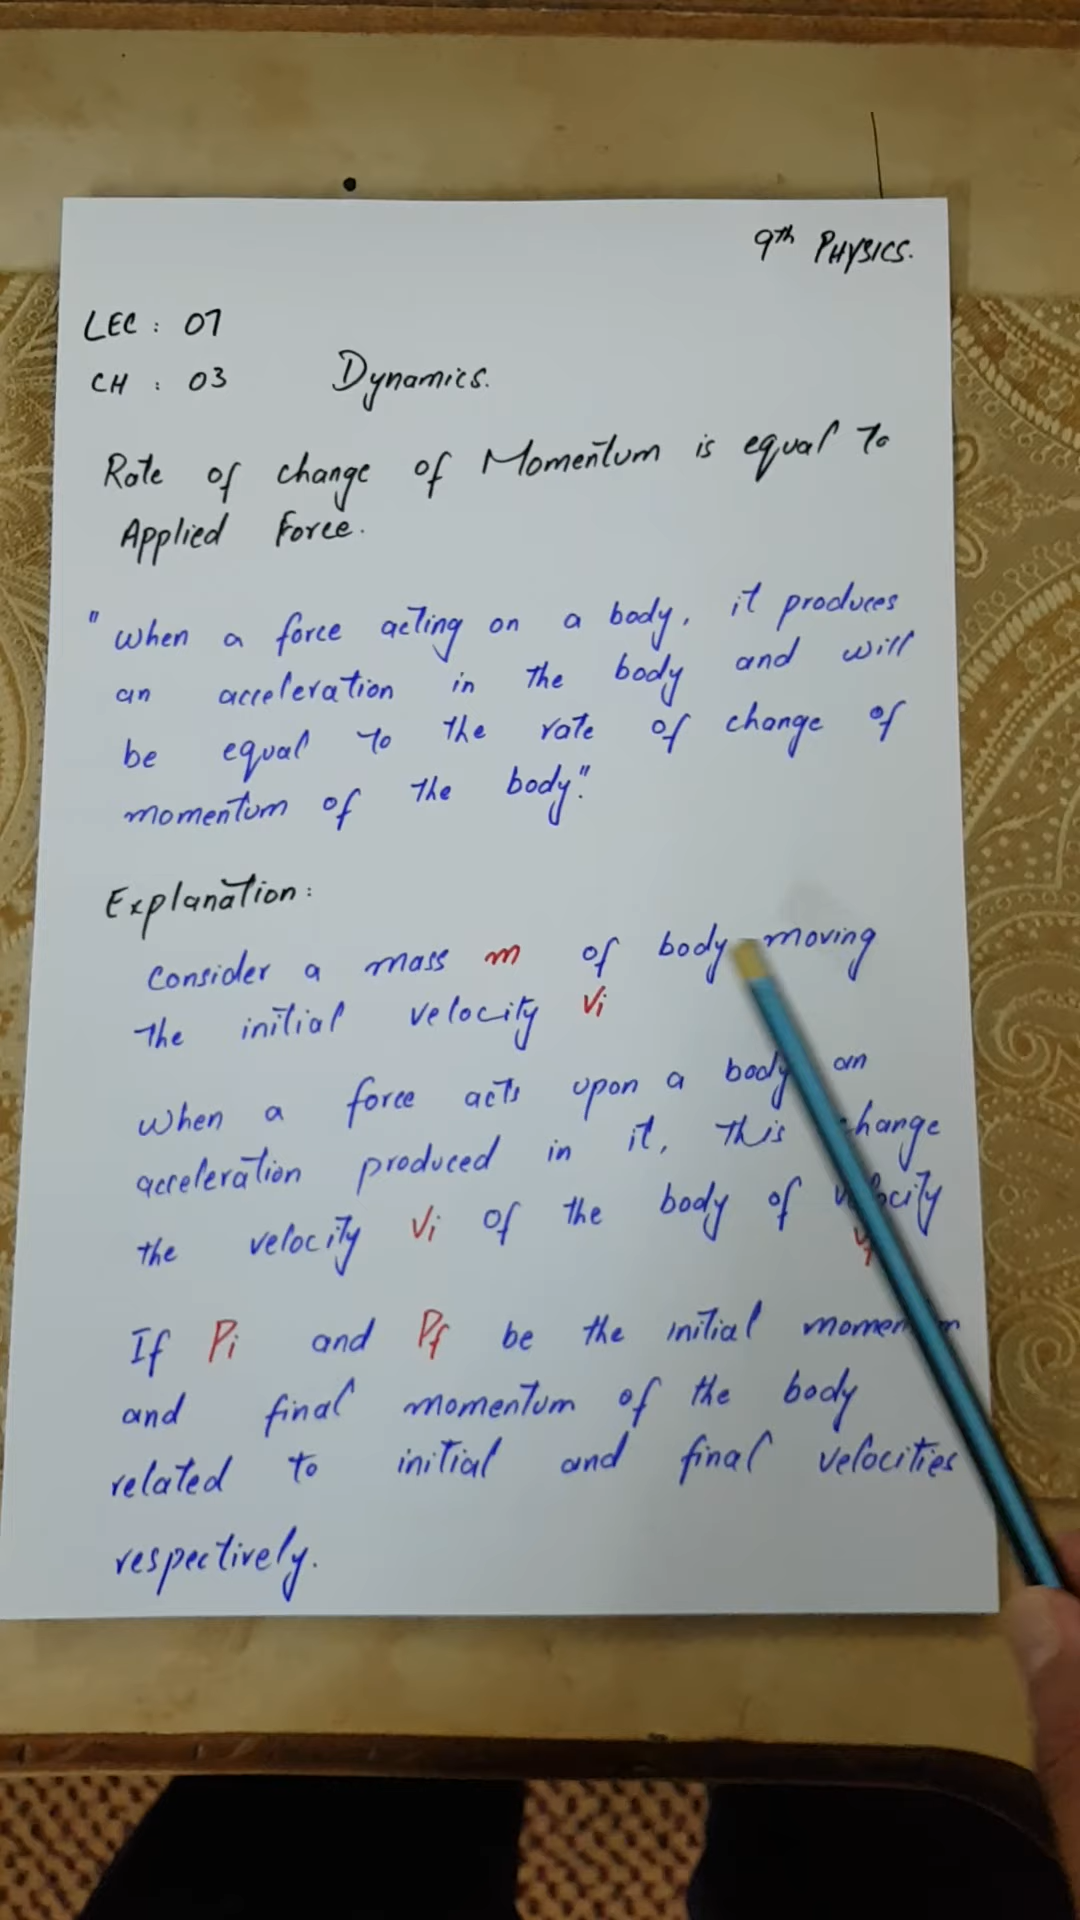 9th PHYSICS.
LEC : 07
CH : 03 Dynamics.
Rate of change of Momentum is equal to
Applied Force.
"When a force acting on a body, it produces
an acceleration in the body and will
be equal to the rate of change of
momentum of the body."
Explanation:
Consider a mass m of body moving
the initial velocity Vi
when a force acts upon a body an
acceleration produced in it, This change
the velocity Vi of the body of velocity
Vf
If Pi and Pf be the initial momentum
and final momentum of the body
related to initial and final velocities
respectively.